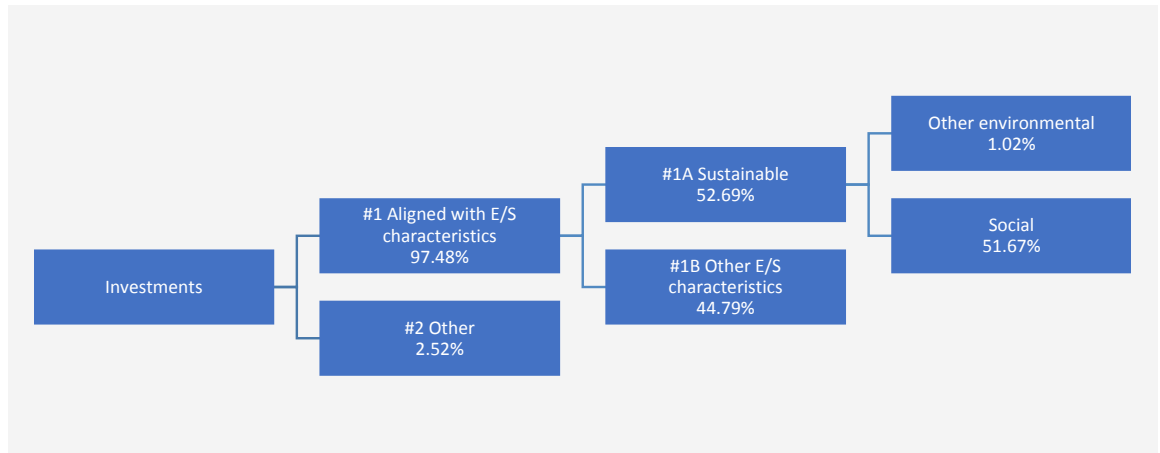 Investments
#1 Aligned with E/S
characteristics
97.48%
#2 Other
2.52%
#1A Sustainable
52.69%
#1B Other E/S
characteristics
44.79%
Other environmental
1.02%
Social
51.67%